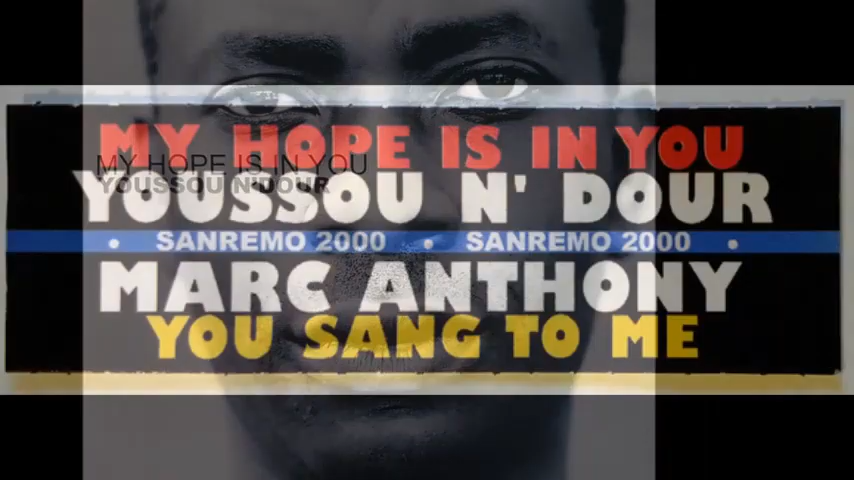 MY HOPE IS IN YOU
MY HOPE IS IN YOU
YOUSSOU N'DOUR
YOUSSOU N' DOUR
• SANREMO 2000 • SANREMO 2000 •
MARC ANTHONY
YOU SANG TO ME